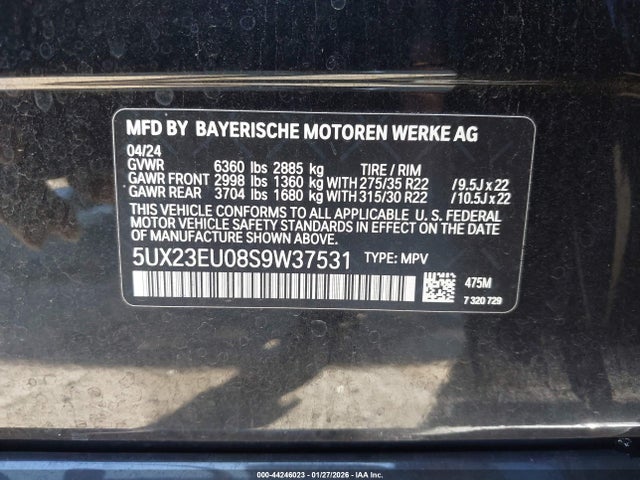 MFD BY BAYERISCHE MOTOREN WERKE AG
04/24
GVWR 6360 lbs 2885 kg TIRE / RIM
GAWR FRONT 2998 lbs 1360 kg WITH 275/35 R22 / 9.5J x 22
GAWR REAR 3704 lbs 1680 kg WITH 315/30 R22 / 10.5J x 22
THIS VEHICLE CONFORMS TO ALL APPLICABLE U. S. FEDERAL
MOTOR VEHICLE SAFETY STANDARDS IN EFFECT ON THE DATE OF
MANUFACTURE SHOWN ABOVE.
5UX23EU08S9W37531 TYPE: MPV
475M
7 320 729
000-44246023 - 01/27/2026 - IAA Inc.